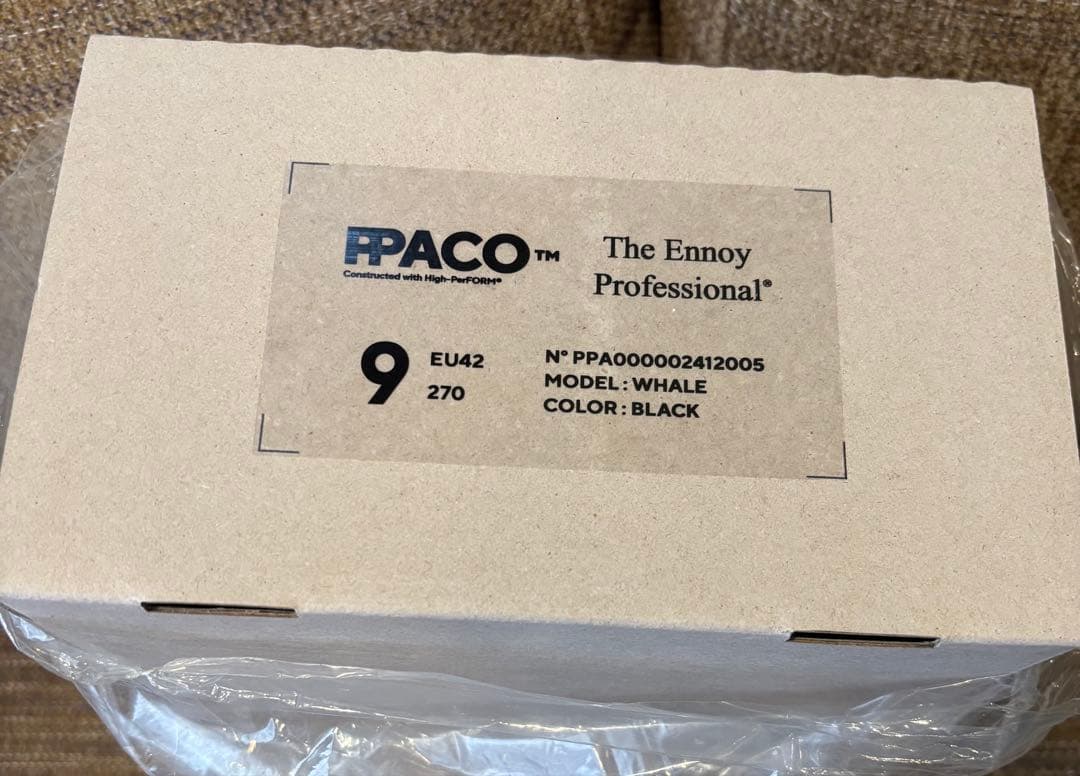 PPACO™
Constructed with High-PerFORM®
The Ennoy
Professional®
9
EU42
270
N° PPA000002412005
MODEL : WHALE
COLOR : BLACK